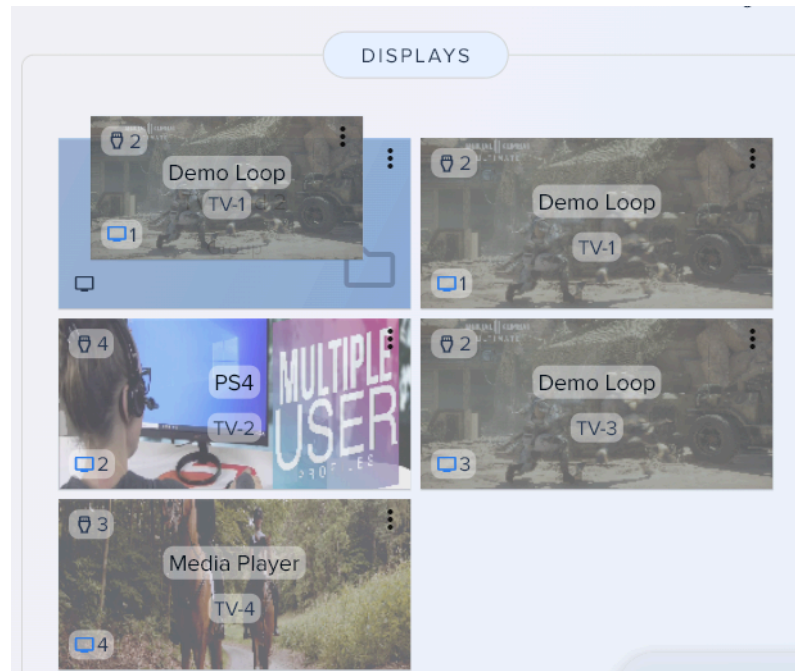 DISPLAYS
2
Demo Loop
TV-1
1
2
Demo Loop
TV-1
1
4
PS4
TV-2
2
MULTIPLE
USER
PROFILES
2
Demo Loop
TV-3
3
3
Media Player
TV-4
4